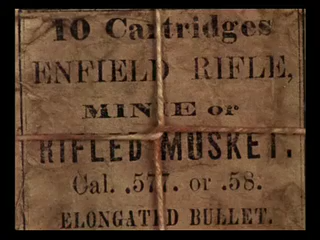 10 Cartridges
ENFIELD RIFLE,
MINIE or
RIFLED MUSKET.
Cal. .577. or .58.
ELONGATED BULLET.